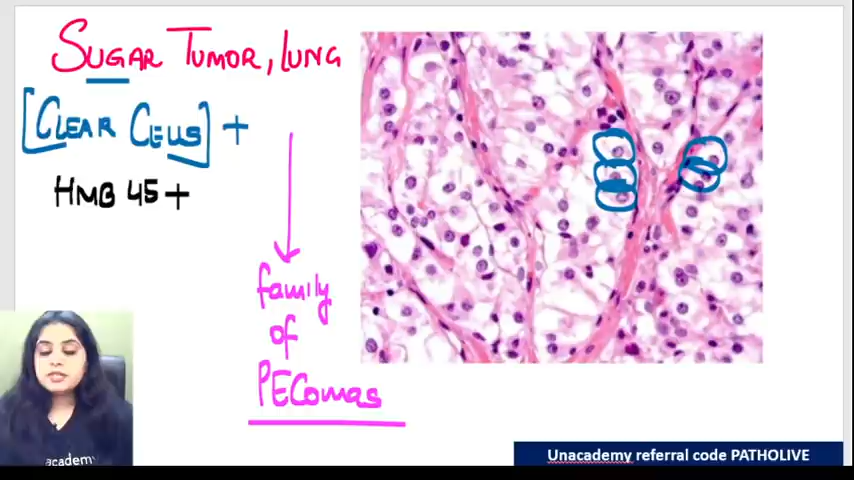 SUGAR TUMOR, LUNG
[CLEAR CELLS] +
HMB 45+
family
of
PEComas
academy
Unacademy referral code PATHOLIVE